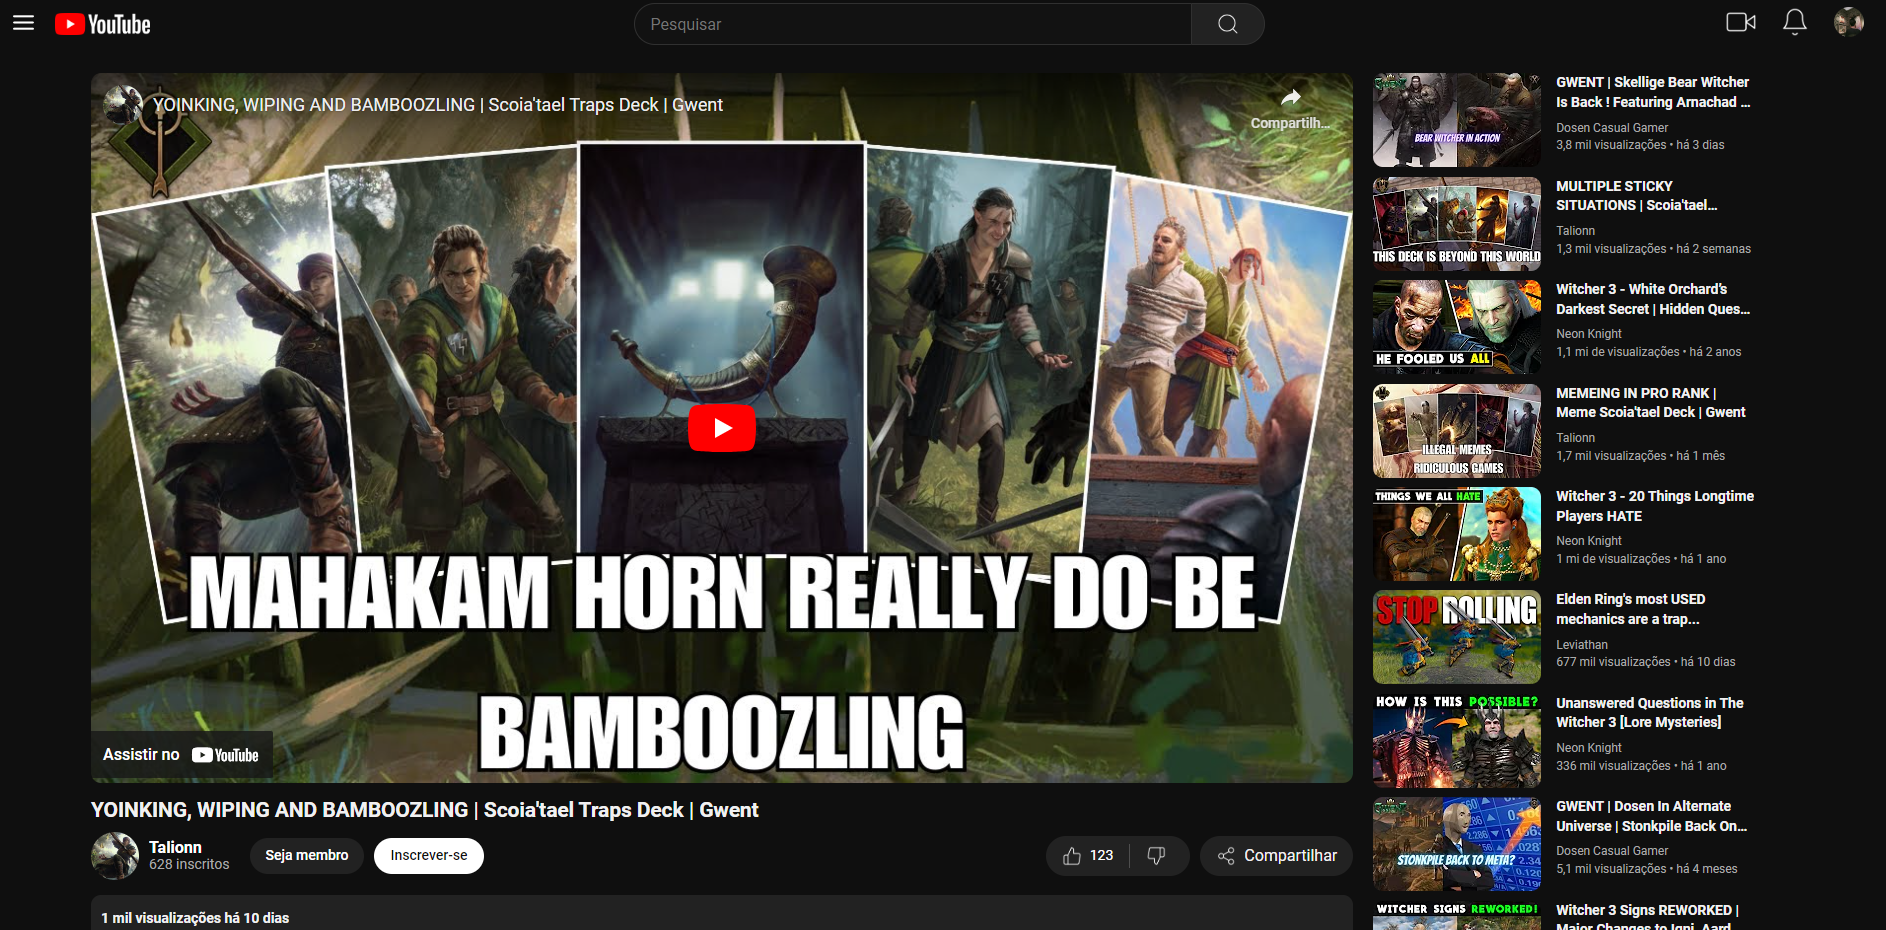 YouTube
Pesquisar
YOINKING, WIPING AND BAMBOOZLING | Scoia'tael Traps Deck | Gwent
Compartilh...
MAHAKAM HORN REALLY DO BE
BAMBOOZLING
Assistir no YouTube
YOINKING, WIPING AND BAMBOOZLING | Scoia'tael Traps Deck | Gwent
Talionn
628 inscritos
Seja membro
Inscrever-se
123
Compartilhar
1 mil visualizações há 10 dias
GWENT
BEAR WITCHER IN ACTION
GWENT | Skellige Bear Witcher
Is Back ! Featuring Arnachad ...
Dosen Casual Gamer
3,8 mil visualizações • há 3 dias
THIS DECK IS BEYOND THIS WORLD
MULTIPLE STICKY
SITUATIONS | Scoia'tael...
Talionn
1,3 mil visualizações • há 2 semanas
HE FOOLED US ALL
Witcher 3 - White Orchard's
Darkest Secret | Hidden Ques...
Neon Knight
1,1 mi de visualizações • há 2 anos
ILLEGAL MEMES
RIDICULOUS GAMES
MEMEING IN PRO RANK |
Meme Scoia'tael Deck | Gwent
Talionn
1,7 mil visualizações • há 1 mês
THINGS WE ALL HATE
Witcher 3 - 20 Things Longtime
Players HATE
Neon Knight
1 mi de visualizações • há 1 ano
STOP ROLLING
Elden Ring's most USED
mechanics are a trap...
Leviathan
677 mil visualizações • há 10 dias
HOW IS THIS POSSIBLE?
Unanswered Questions in The
Witcher 3 [Lore Mysteries]
Neon Knight
336 mil visualizações • há 1 ano
GWENT
STONKPILE BACK TO META?
GWENT | Dosen In Alternate
Universe | Stonkpile Back On...
Dosen Casual Gamer
5,1 mil visualizações • há 4 meses
WITCHER SIGNS REWORKED!
Witcher 3 Signs REWORKED |
Major Changes to Igni, Aard